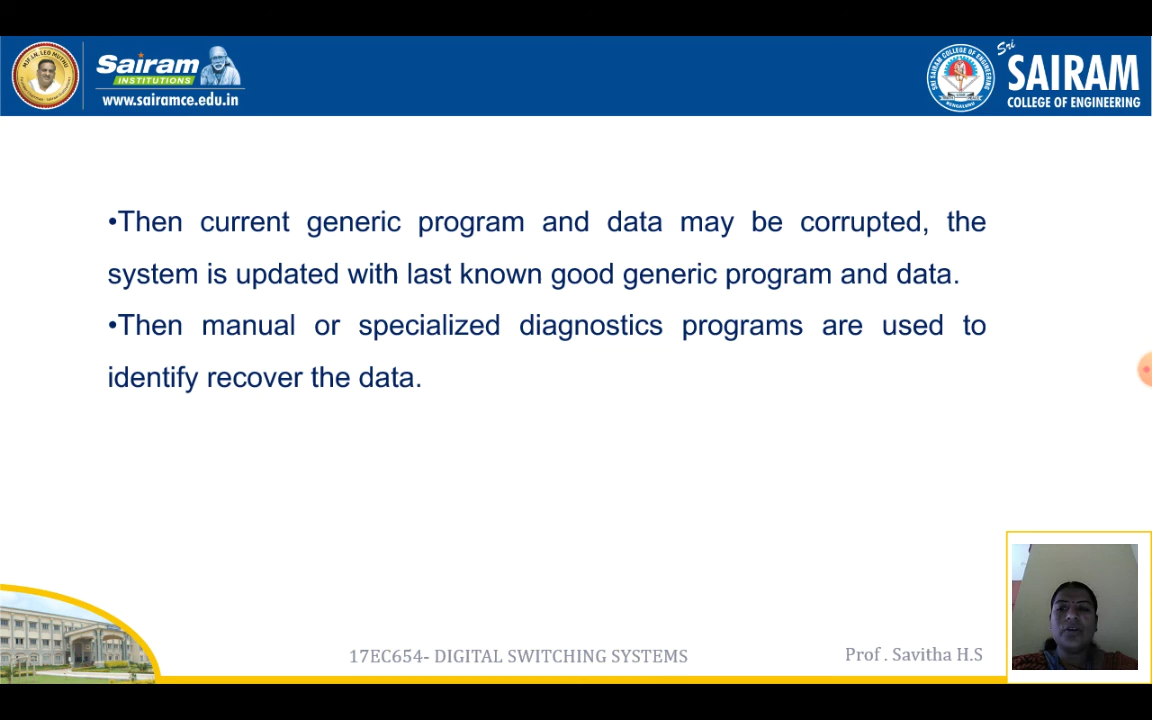 Sairam
INSTITUTIONS
www.sairamce.edu.in
Sri
SAIRAM
COLLEGE OF ENGINEERING
•Then current generic program and data may be corrupted, the
system is updated with last known good generic program and data.
•Then manual or specialized diagnostics programs are used to
identify recover the data.
17EC654- DIGITAL SWITCHING SYSTEMS
Prof . Savitha H.S